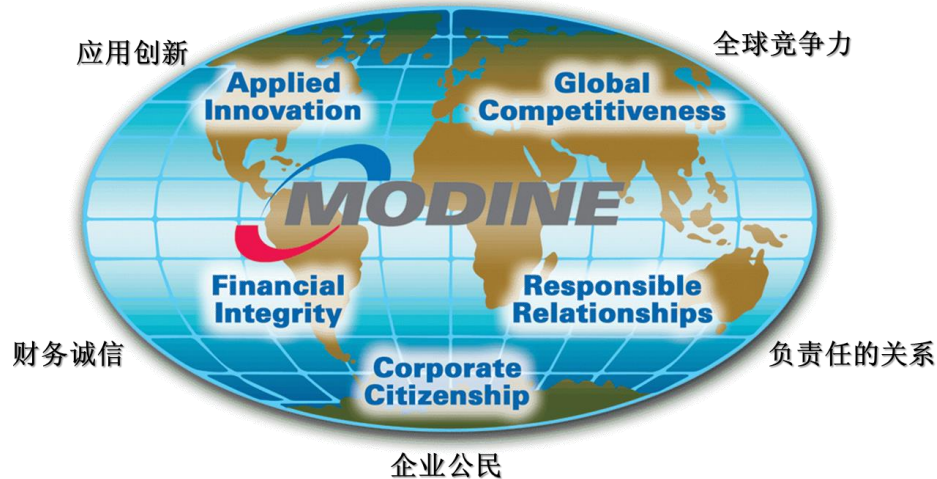 应用创新
全球竞争力
Applied
Innovation
Global
Competitiveness
MODINE
Financial
Integrity
Responsible
Relationships
财务诚信
负责任的关系
Corporate
Citizenship
企业公民